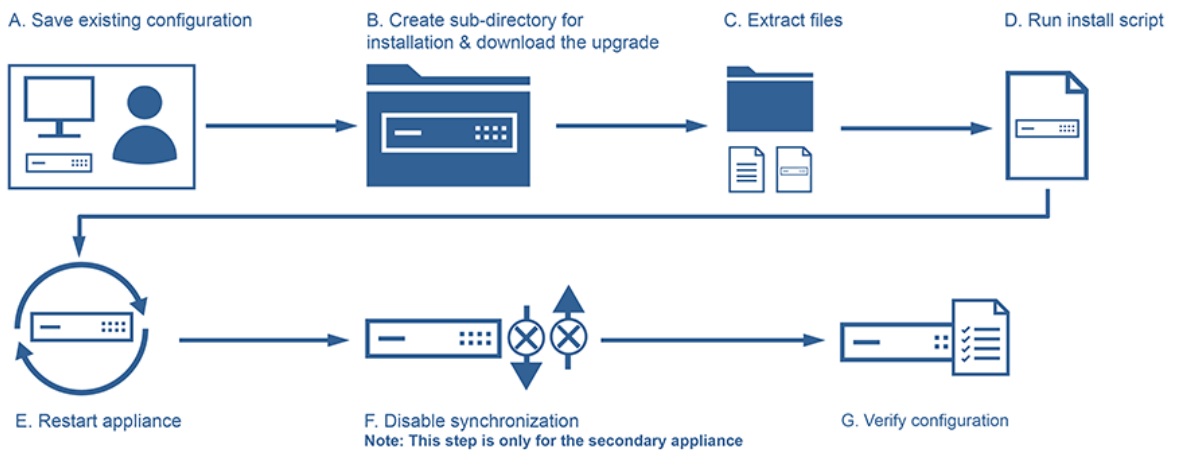 A. Save existing configuration
B. Create sub-directory for
installation & download the upgrade
C. Extract files
D. Run install script
E. Restart appliance
F. Disable synchronization
Note: This step is only for the secondary appliance
G. Verify configuration